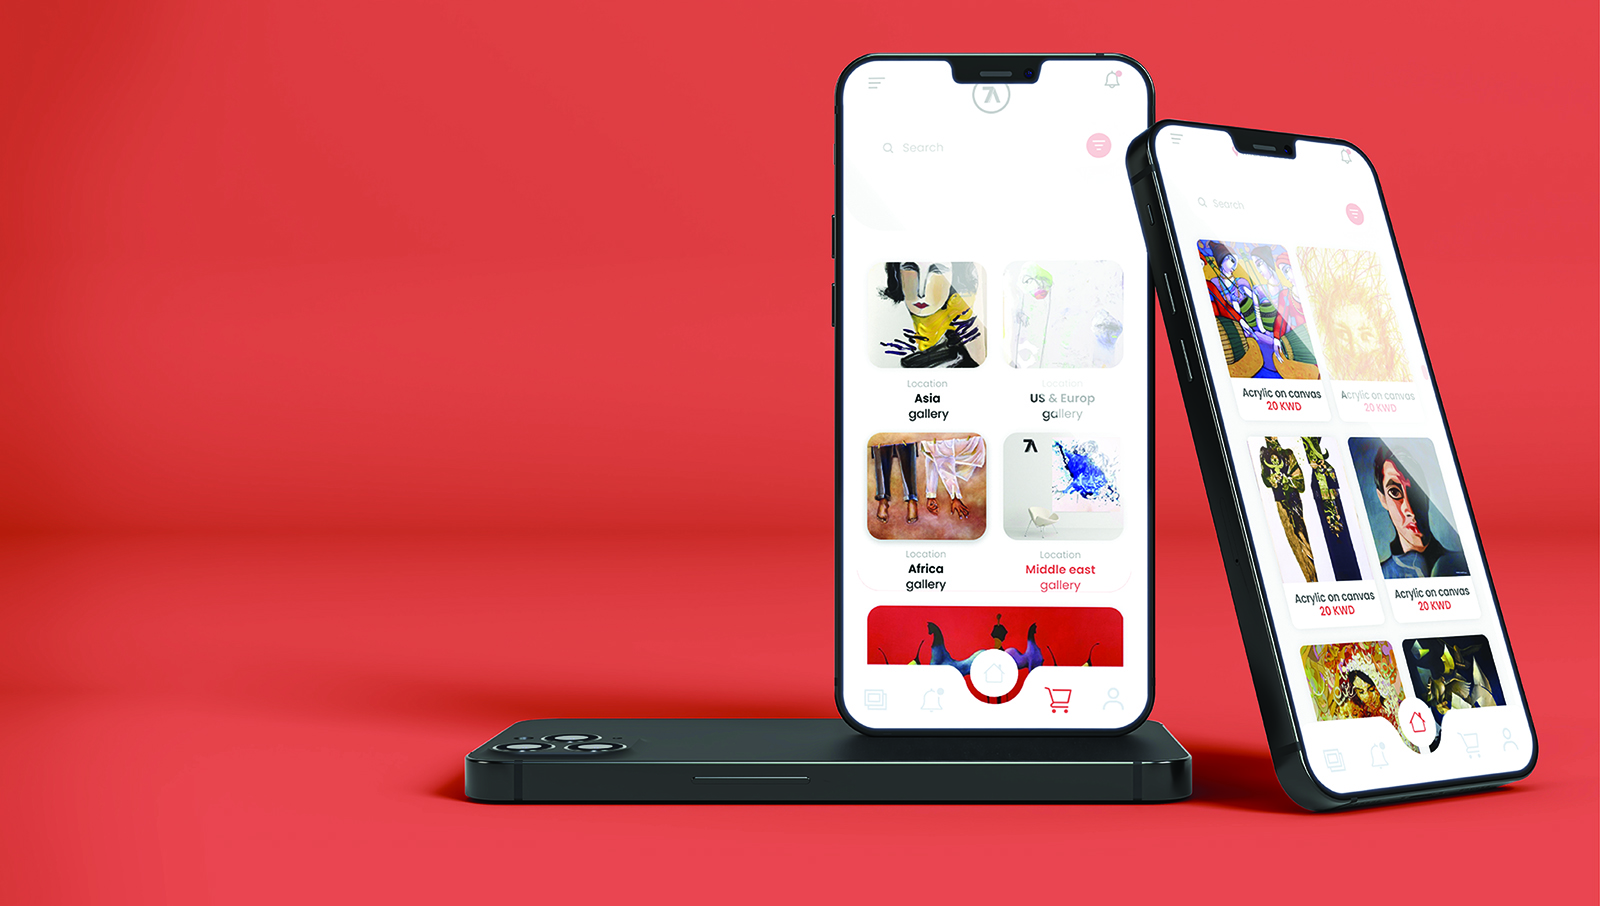 Search
Location
Asia
gallery
Location
US & Europ
gallery
Location
Africa
gallery
Location
Middle east
gallery
Search
Acrylic on canvas
20 KWD
Acrylic on canvas
20 KWD
Acrylic on canvas
20 KWD
Acrylic on canvas
20 KWD